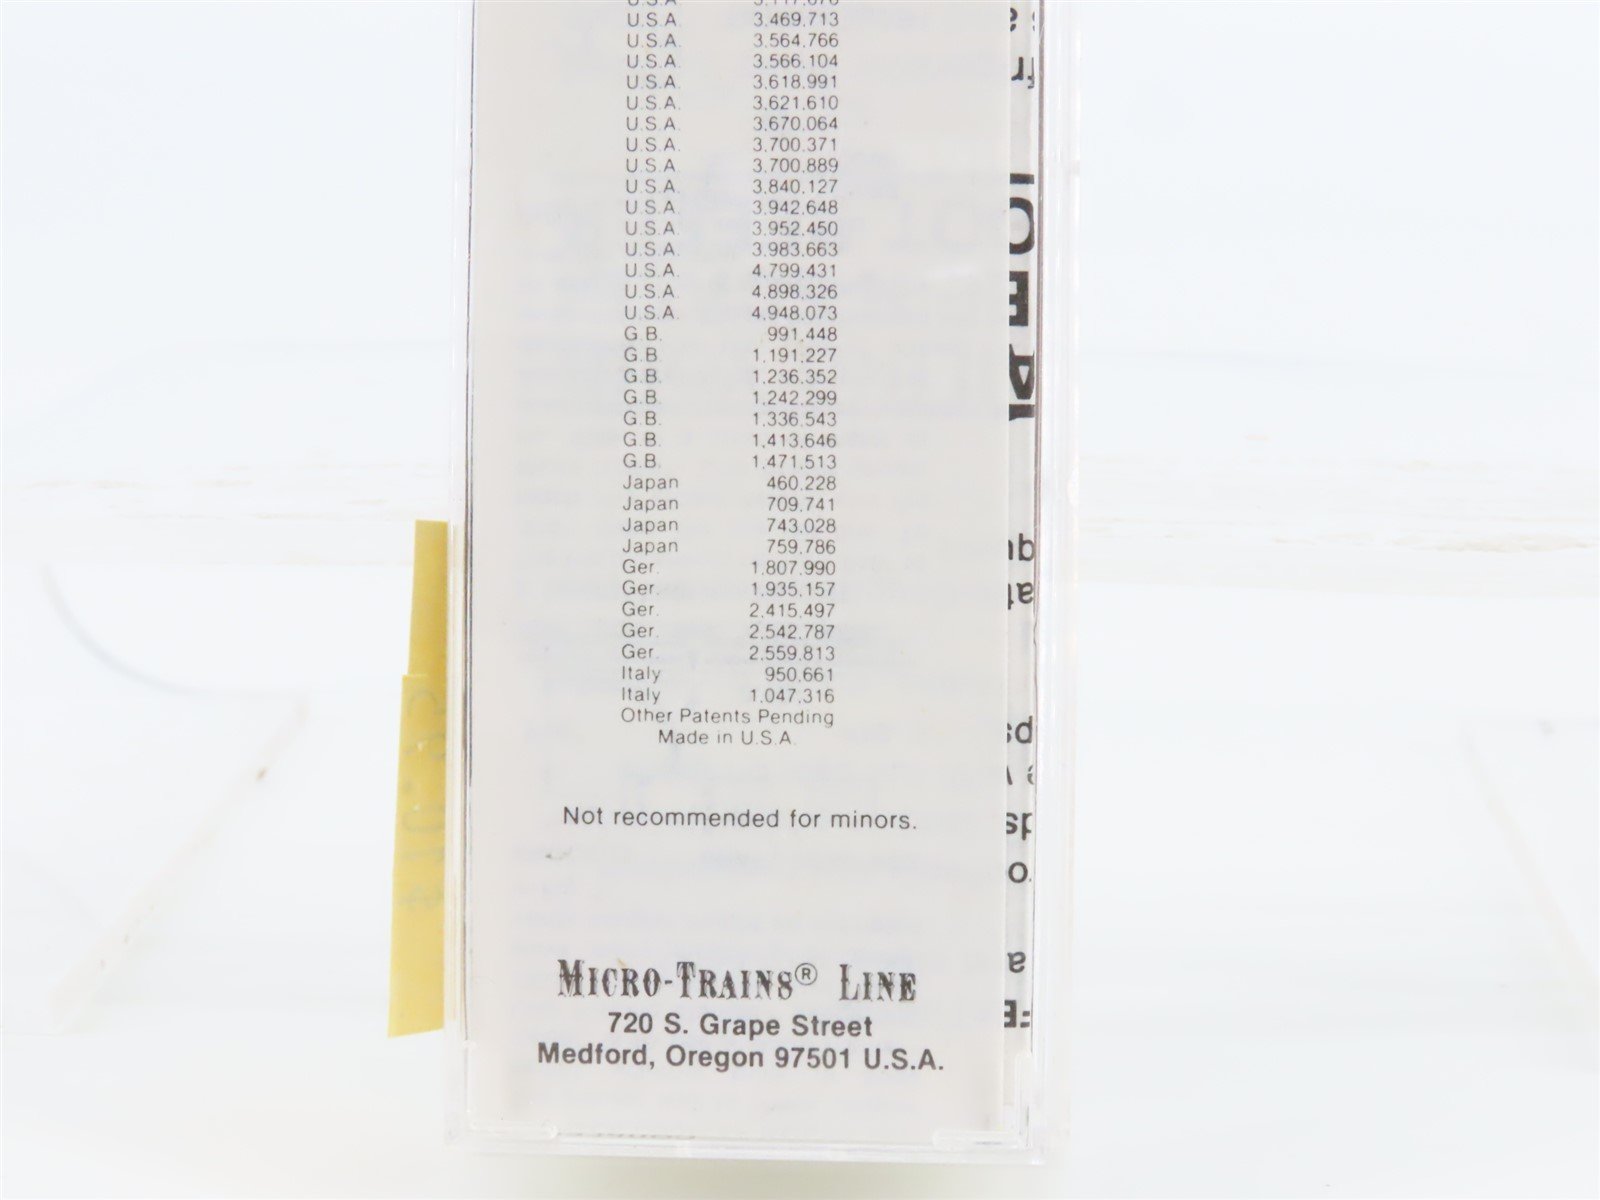 U.S.A. 3.469.713
U.S.A. 3.564.766
U.S.A. 3.566.104
U.S.A. 3.618.991
U.S.A. 3.621.610
U.S.A. 3.670.064
U.S.A. 3.700.371
U.S.A. 3.700.889
U.S.A. 3.840.127
U.S.A. 3.942.648
U.S.A. 3.952.450
U.S.A. 3.983.663
U.S.A. 4.799.431
U.S.A. 4.898.326
U.S.A. 4.948.073
G.B. 991.448
G.B. 1.191.227
G.B. 1.236.352
G.B. 1.242.299
G.B. 1.336.543
G.B. 1.413.646
G.B. 1.471.513
Japan 460.228
Japan 709.741
Japan 743.028
Japan 759.786
Ger. 1.807.990
Ger. 1.935.157
Ger. 2.415.497
Ger. 2.542.787
Ger. 2.559.813
Italy 950.661
Italy 1.047.316
Other Patents Pending
Made in U.S.A.
Not recommended for minors.
MICRO-TRAINS® LINE
720 S. Grape Street
Medford, Oregon 97501 U.S.A.